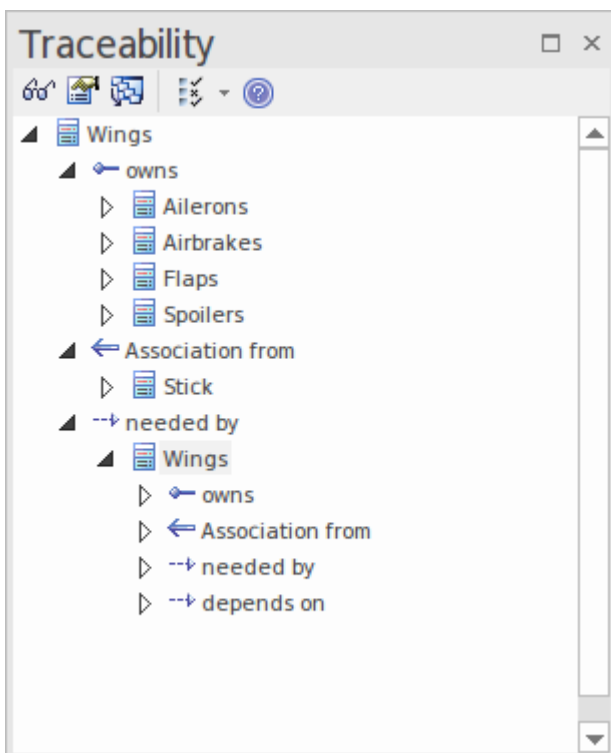 Traceability
Wings
owns
Ailerons
Airbrakes
Flaps
Spoilers
Association from
Stick
needed by
Wings
owns
Association from
needed by
depends on